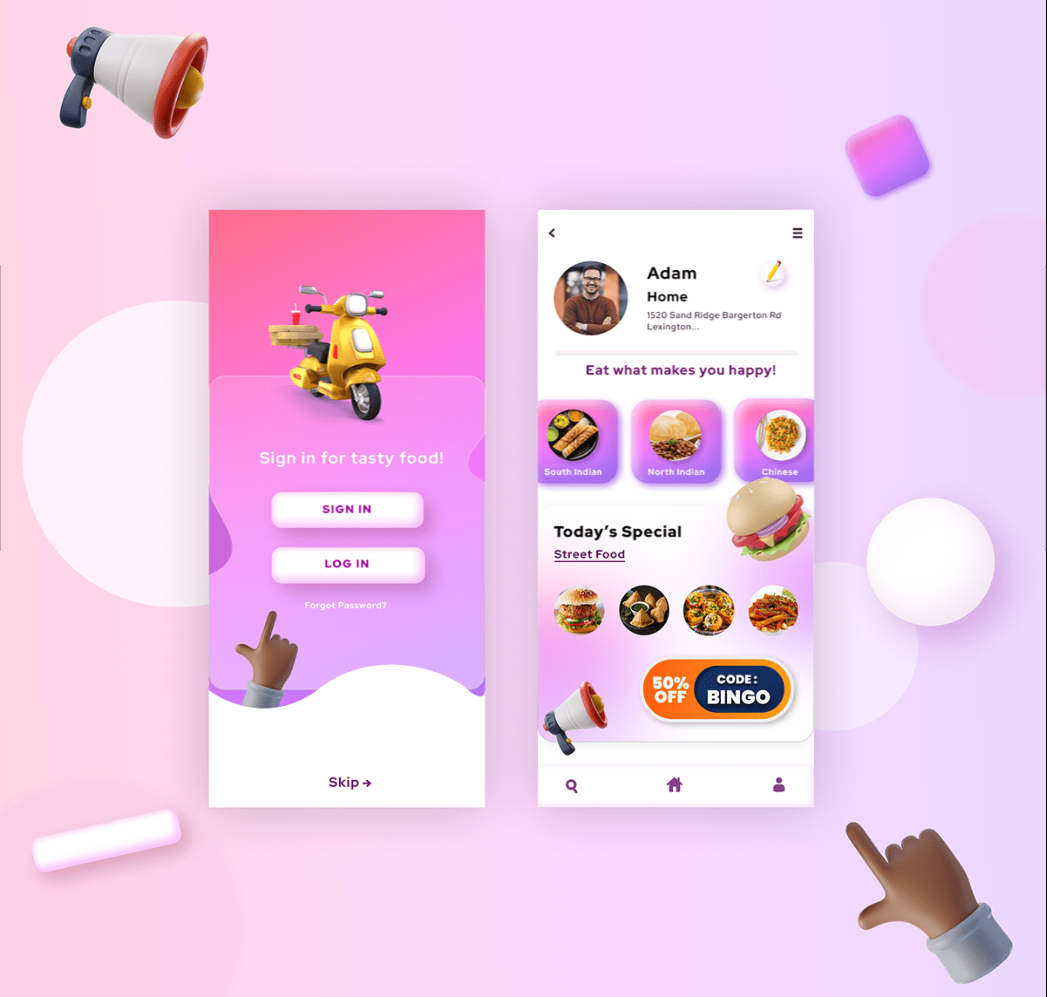 Sign in for tasty food!
SIGN IN
LOG IN
Forgot Password?
Skip →
Adam
Home
1520 Sand Ridge Bargerton Rd
Lexington...
Eat what makes you happy!
South Indian
North Indian
Chinese
Today's Special
Street Food
50%
OFF
CODE:
BINGO